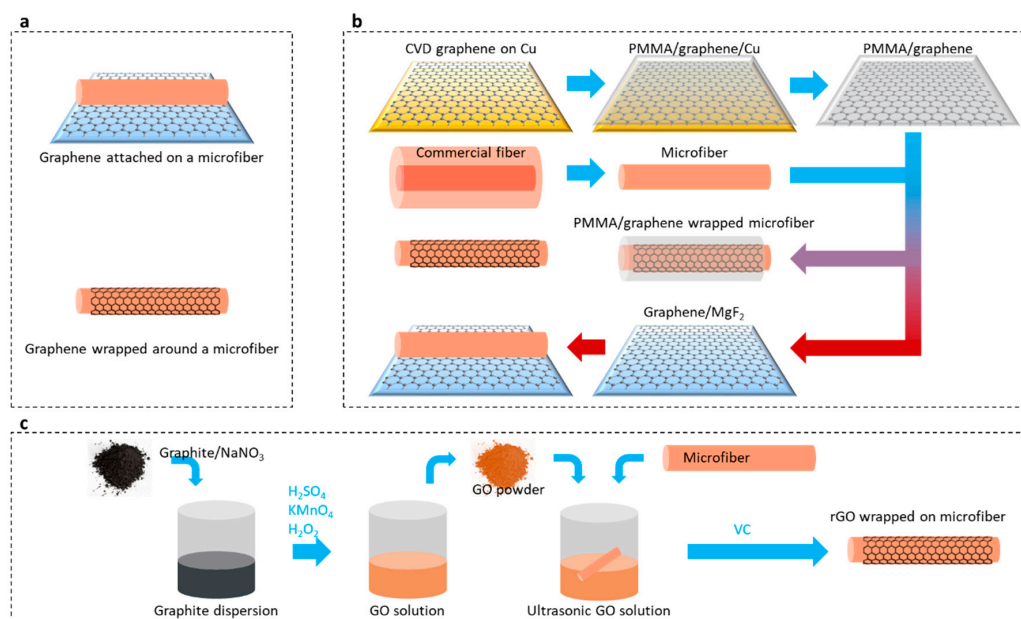 a
Graphene attached on a microfiber
Graphene wrapped around a microfiber
b
CVD graphene on Cu
PMMA/graphene/Cu
PMMA/graphene
Commercial fiber
Microfiber
PMMA/graphene wrapped microfiber
Graphene/MgF₂
c
Graphite/NaNO₃
H₂SO₄
KMnO₄
H₂O₂
GO powder
Microfiber
VC
rGO wrapped on microfiber
Graphite dispersion
GO solution
Ultrasonic GO solution